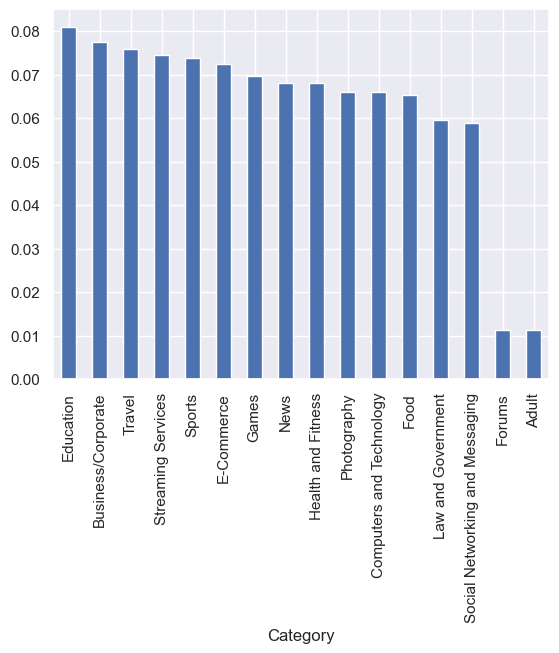 0.08
0.07
0.06
0.05
0.04
0.03
0.02
0.01
0.00
Education
Business/Corporate
Travel
Streaming Services
Sports
E-Commerce
Games
News
Health and Fitness
Photography
Computers and Technology
Food
Law and Government
Social Networking and Messaging
Forums
Adult
Category